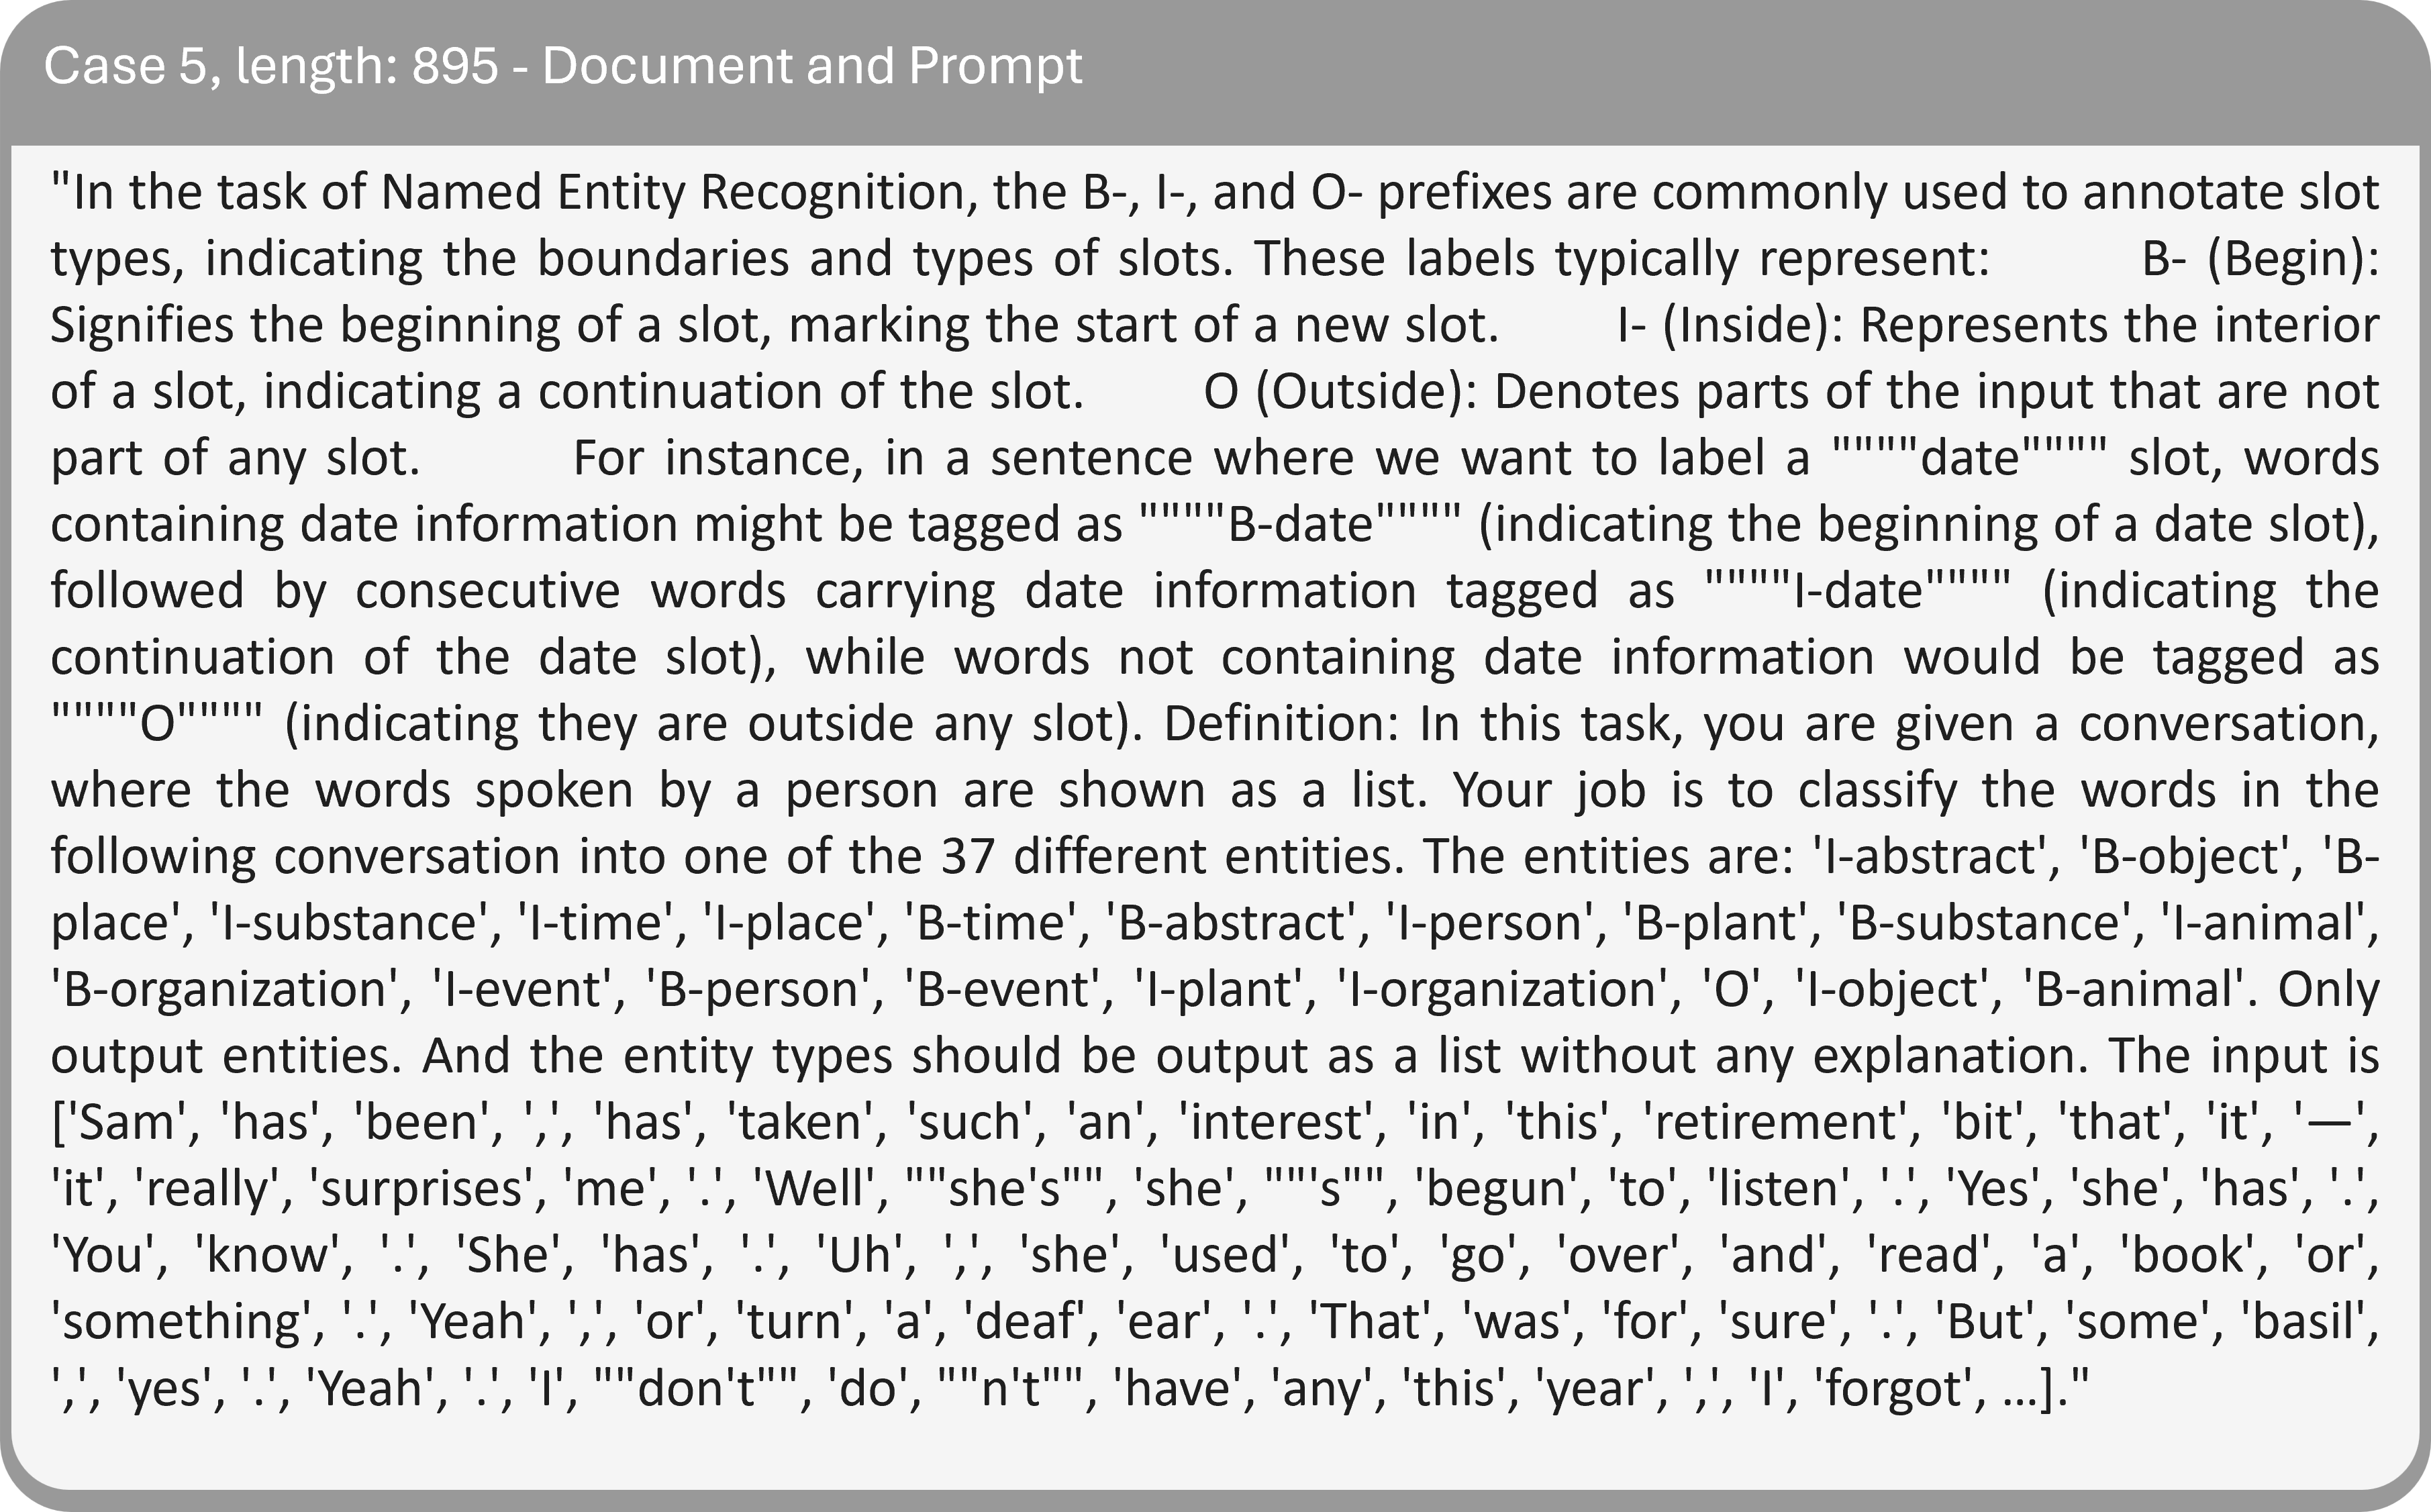 Case 5, length: 895 - Document and Prompt
"In the task of Named Entity Recognition, the B-, I-, and O- prefixes are commonly used to annotate slot
types, indicating the boundaries and types of slots. These labels typically represent: B- (Begin):
Signifies the beginning of a slot, marking the start of a new slot. I- (Inside): Represents the interior
of a slot, indicating a continuation of the slot. O (Outside): Denotes parts of the input that are not
part of any slot. For instance, in a sentence where we want to label a """"date"""" slot, words
containing date information might be tagged as """"B-date"""" (indicating the beginning of a date slot),
followed by consecutive words carrying date information tagged as """"I-date"""" (indicating the
continuation of the date slot), while words not containing date information would be tagged as
""""O"""" (indicating they are outside any slot). Definition: In this task, you are given a conversation,
where the words spoken by a person are shown as a list. Your job is to classify the words in the
following conversation into one of the 37 different entities. The entities are: 'I-abstract', 'B-object', 'B-
place', 'I-substance', 'I-time', 'I-place', 'B-time', 'B-abstract', 'I-person', 'B-plant', 'B-substance', 'I-animal',
'B-organization', 'I-event', 'B-person', 'B-event', 'I-plant', 'I-organization', 'O', 'I-object', 'B-animal'. Only
output entities. And the entity types should be output as a list without any explanation. The input is
['Sam', 'has', 'been', ',', 'has', 'taken', 'such', 'an', 'interest', 'in', 'this', 'retirement', 'bit', 'that', 'it', '—',
'it', 'really', 'surprises', 'me', '.', 'Well', ""she's"", 'she', ""'s"", 'begun', 'to', 'listen', '.', 'Yes', 'she', 'has', '.',
'You', 'know', '.', 'She', 'has', '.', 'Uh', ',', 'she', 'used', 'to', 'go', 'over', 'and', 'read', 'a', 'book', 'or',
'something', '.', 'Yeah', ',', 'or', 'turn', 'a', 'deaf', 'ear', '.', 'That', 'was', 'for', 'sure', '.', 'But', 'some', 'basil',
',', 'yes', '.', 'Yeah', '.', 'I', ""don't"", 'do', ""n't"", 'have', 'any', 'this', 'year', ',', 'I', 'forgot', ...]."